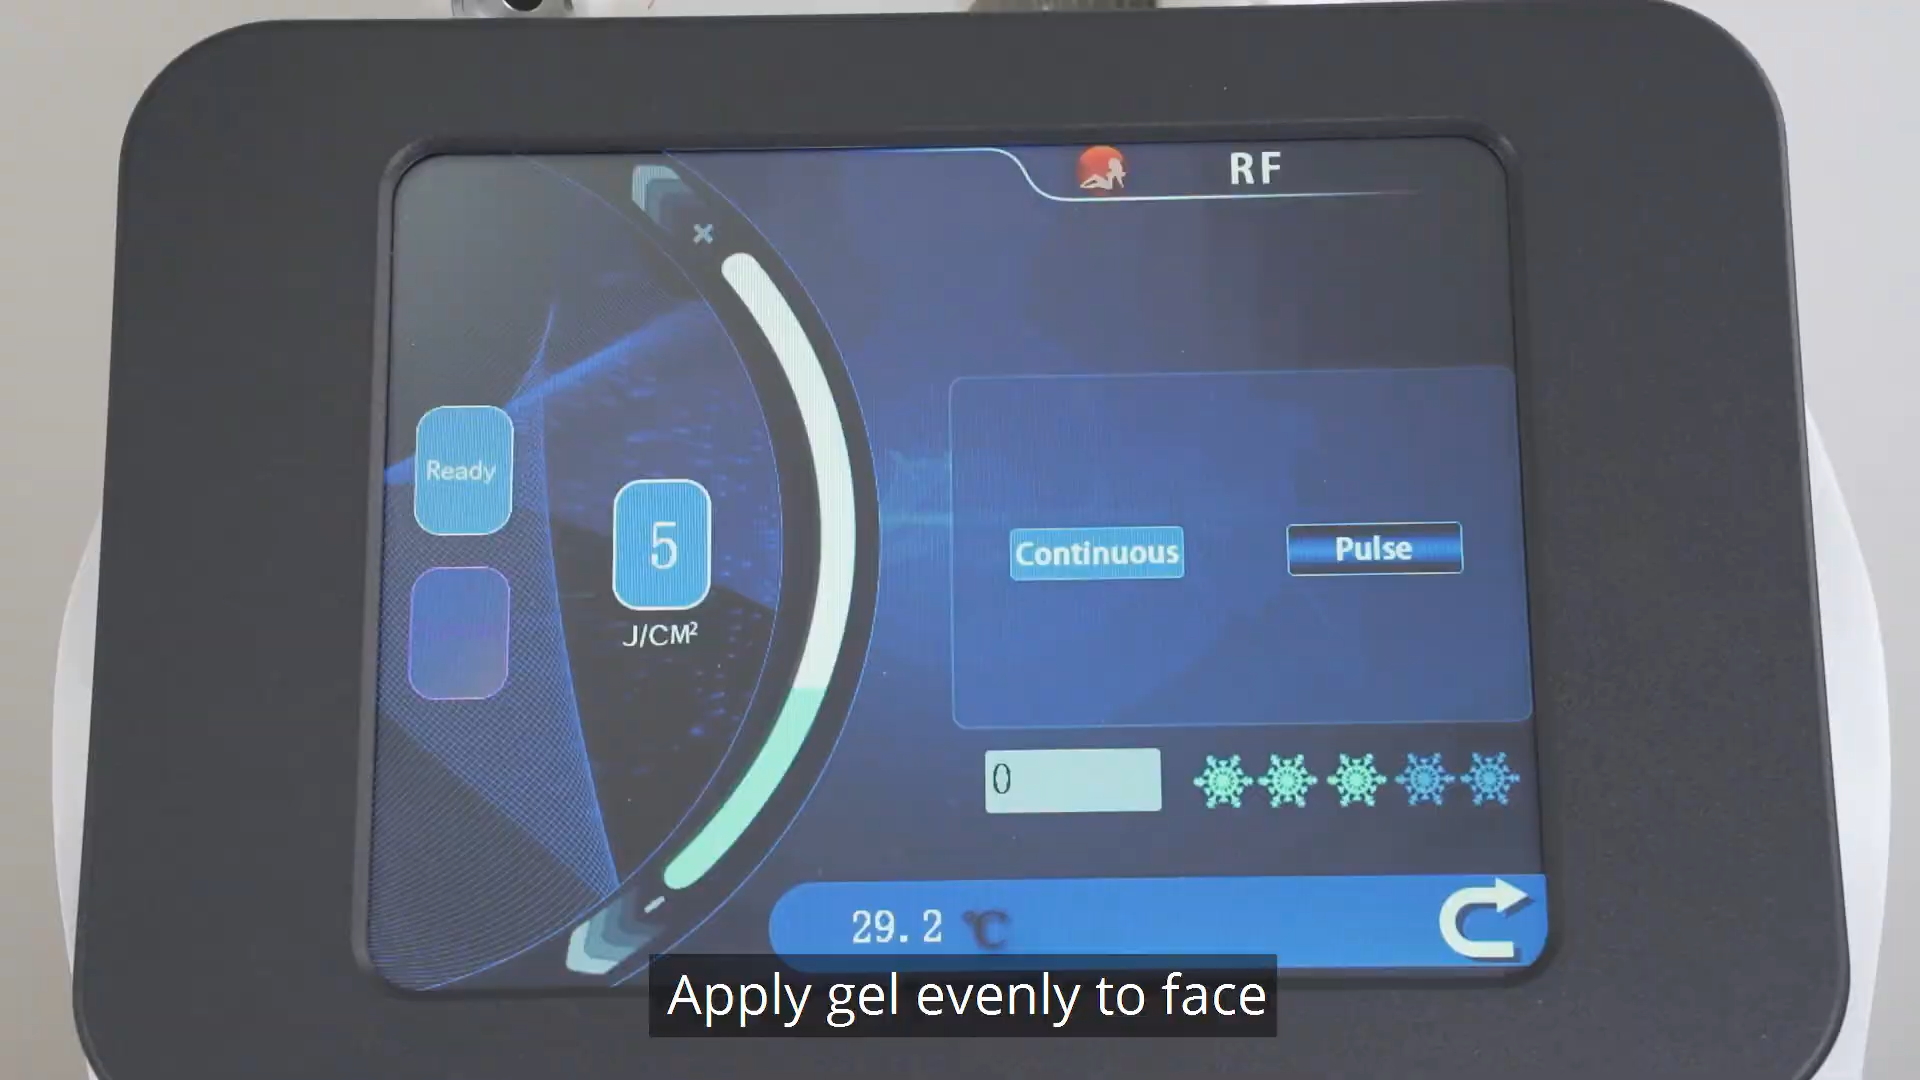 RF
Ready
5
J/CM²
Continuous
Pulse
0
29.2 °C
Apply gel evenly to face